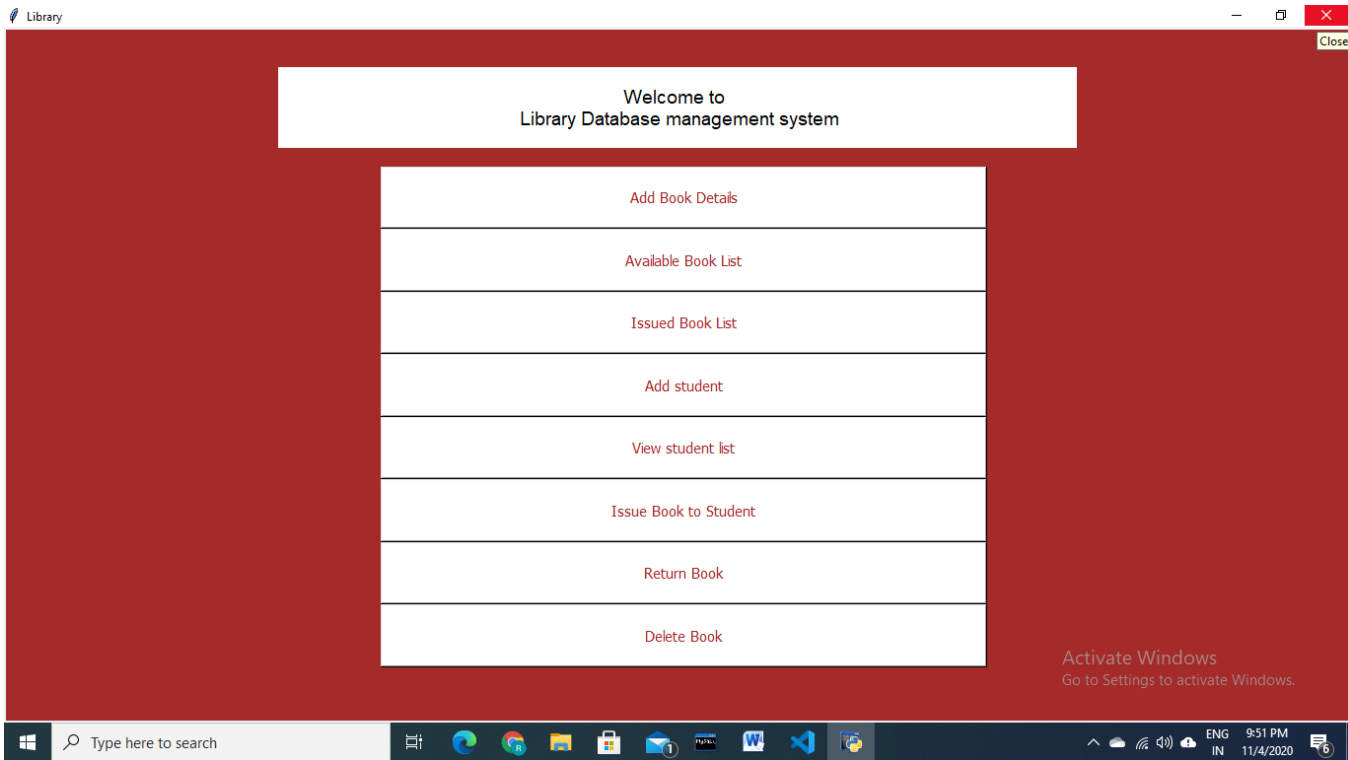 Library
Close
Welcome to
Library Database management system
Add Book Details
Available Book List
Issued Book List
Add student
View student list
Issue Book to Student
Return Book
Delete Book
Activate Windows
Go to Settings to activate Windows.
Type here to search
1
W
ENG
IN
9:51 PM
11/4/2020
6